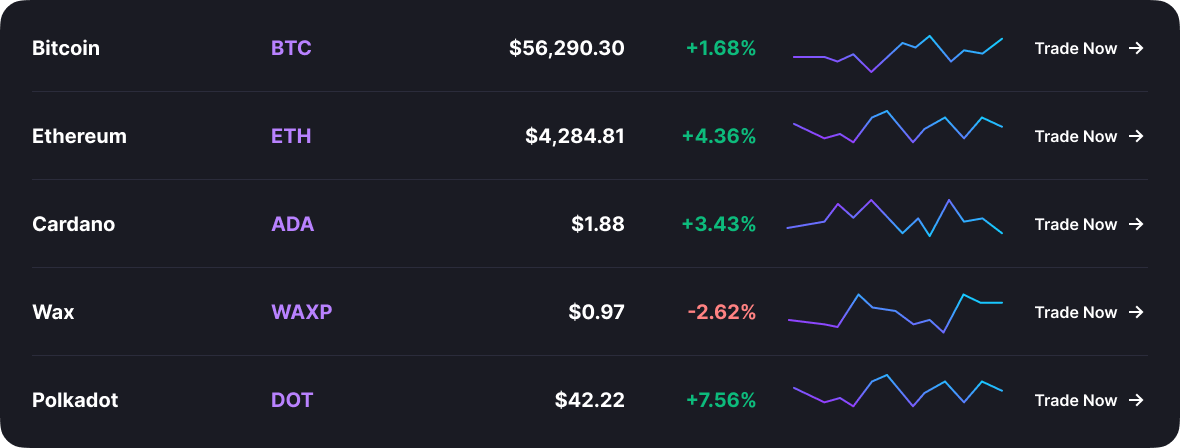 Bitcoin BTC $56,290.30 +1.68% Trade Now →
Ethereum ETH $4,284.81 +4.36% Trade Now →
Cardano ADA $1.88 +3.43% Trade Now →
Wax WAXP $0.97 -2.62% Trade Now →
Polkadot DOT $42.22 +7.56% Trade Now →